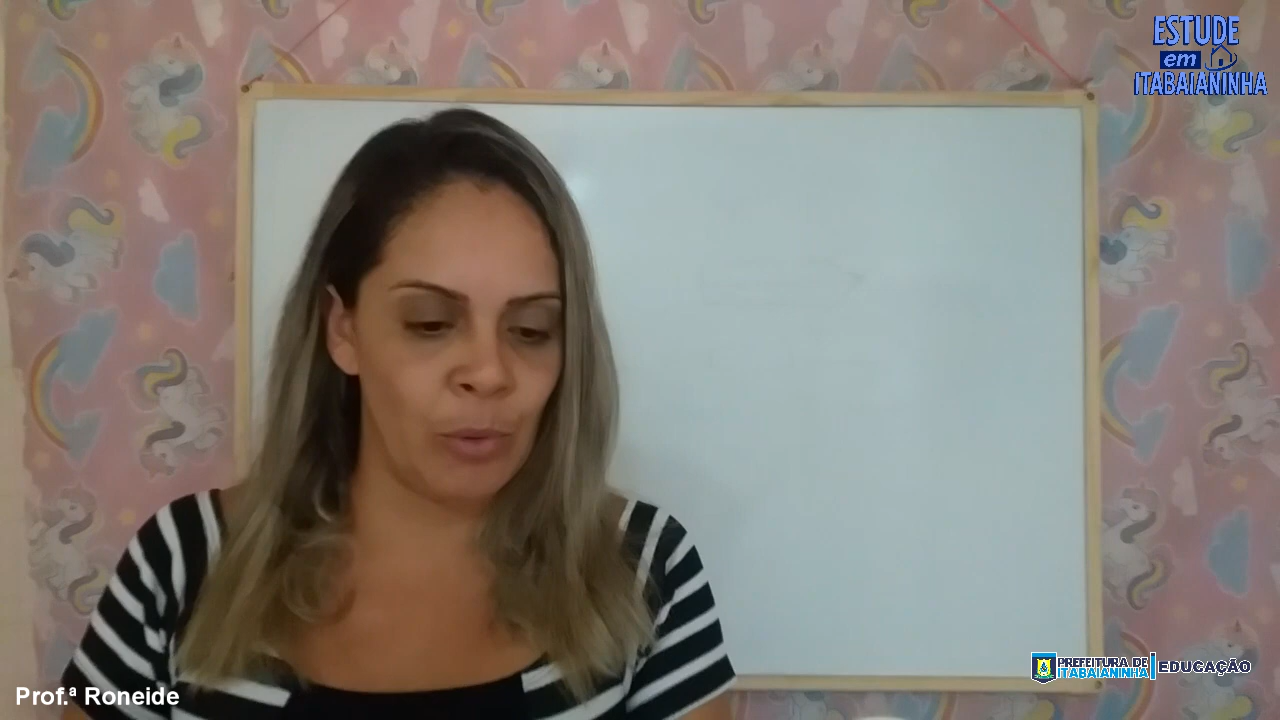 ESTUDE
em
ITABAIANINHA
PREFEITURA DE
ITABAIANINHA
EDUCAÇÃO
Prof.ª Roneide